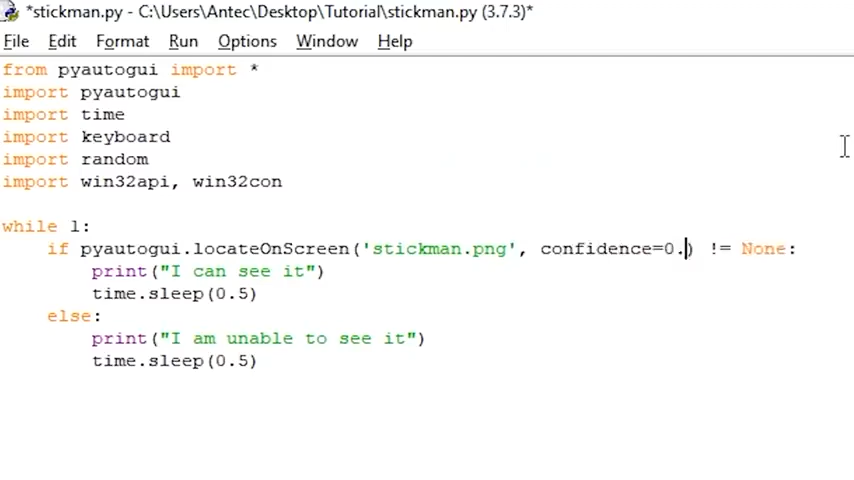 *stickman.py - C:\Users\Antec\Desktop\Tutorial\stickman.py (3.7.3)*
File Edit Format Run Options Window Help
from pyautogui import *
import pyautogui
import time
import keyboard
import random
import win32api, win32con
while 1:
    if pyautogui.locateOnScreen('stickman.png', confidence=0.) != None:
        print("I can see it")
        time.sleep(0.5)
    else:
        print("I am unable to see it")
        time.sleep(0.5)